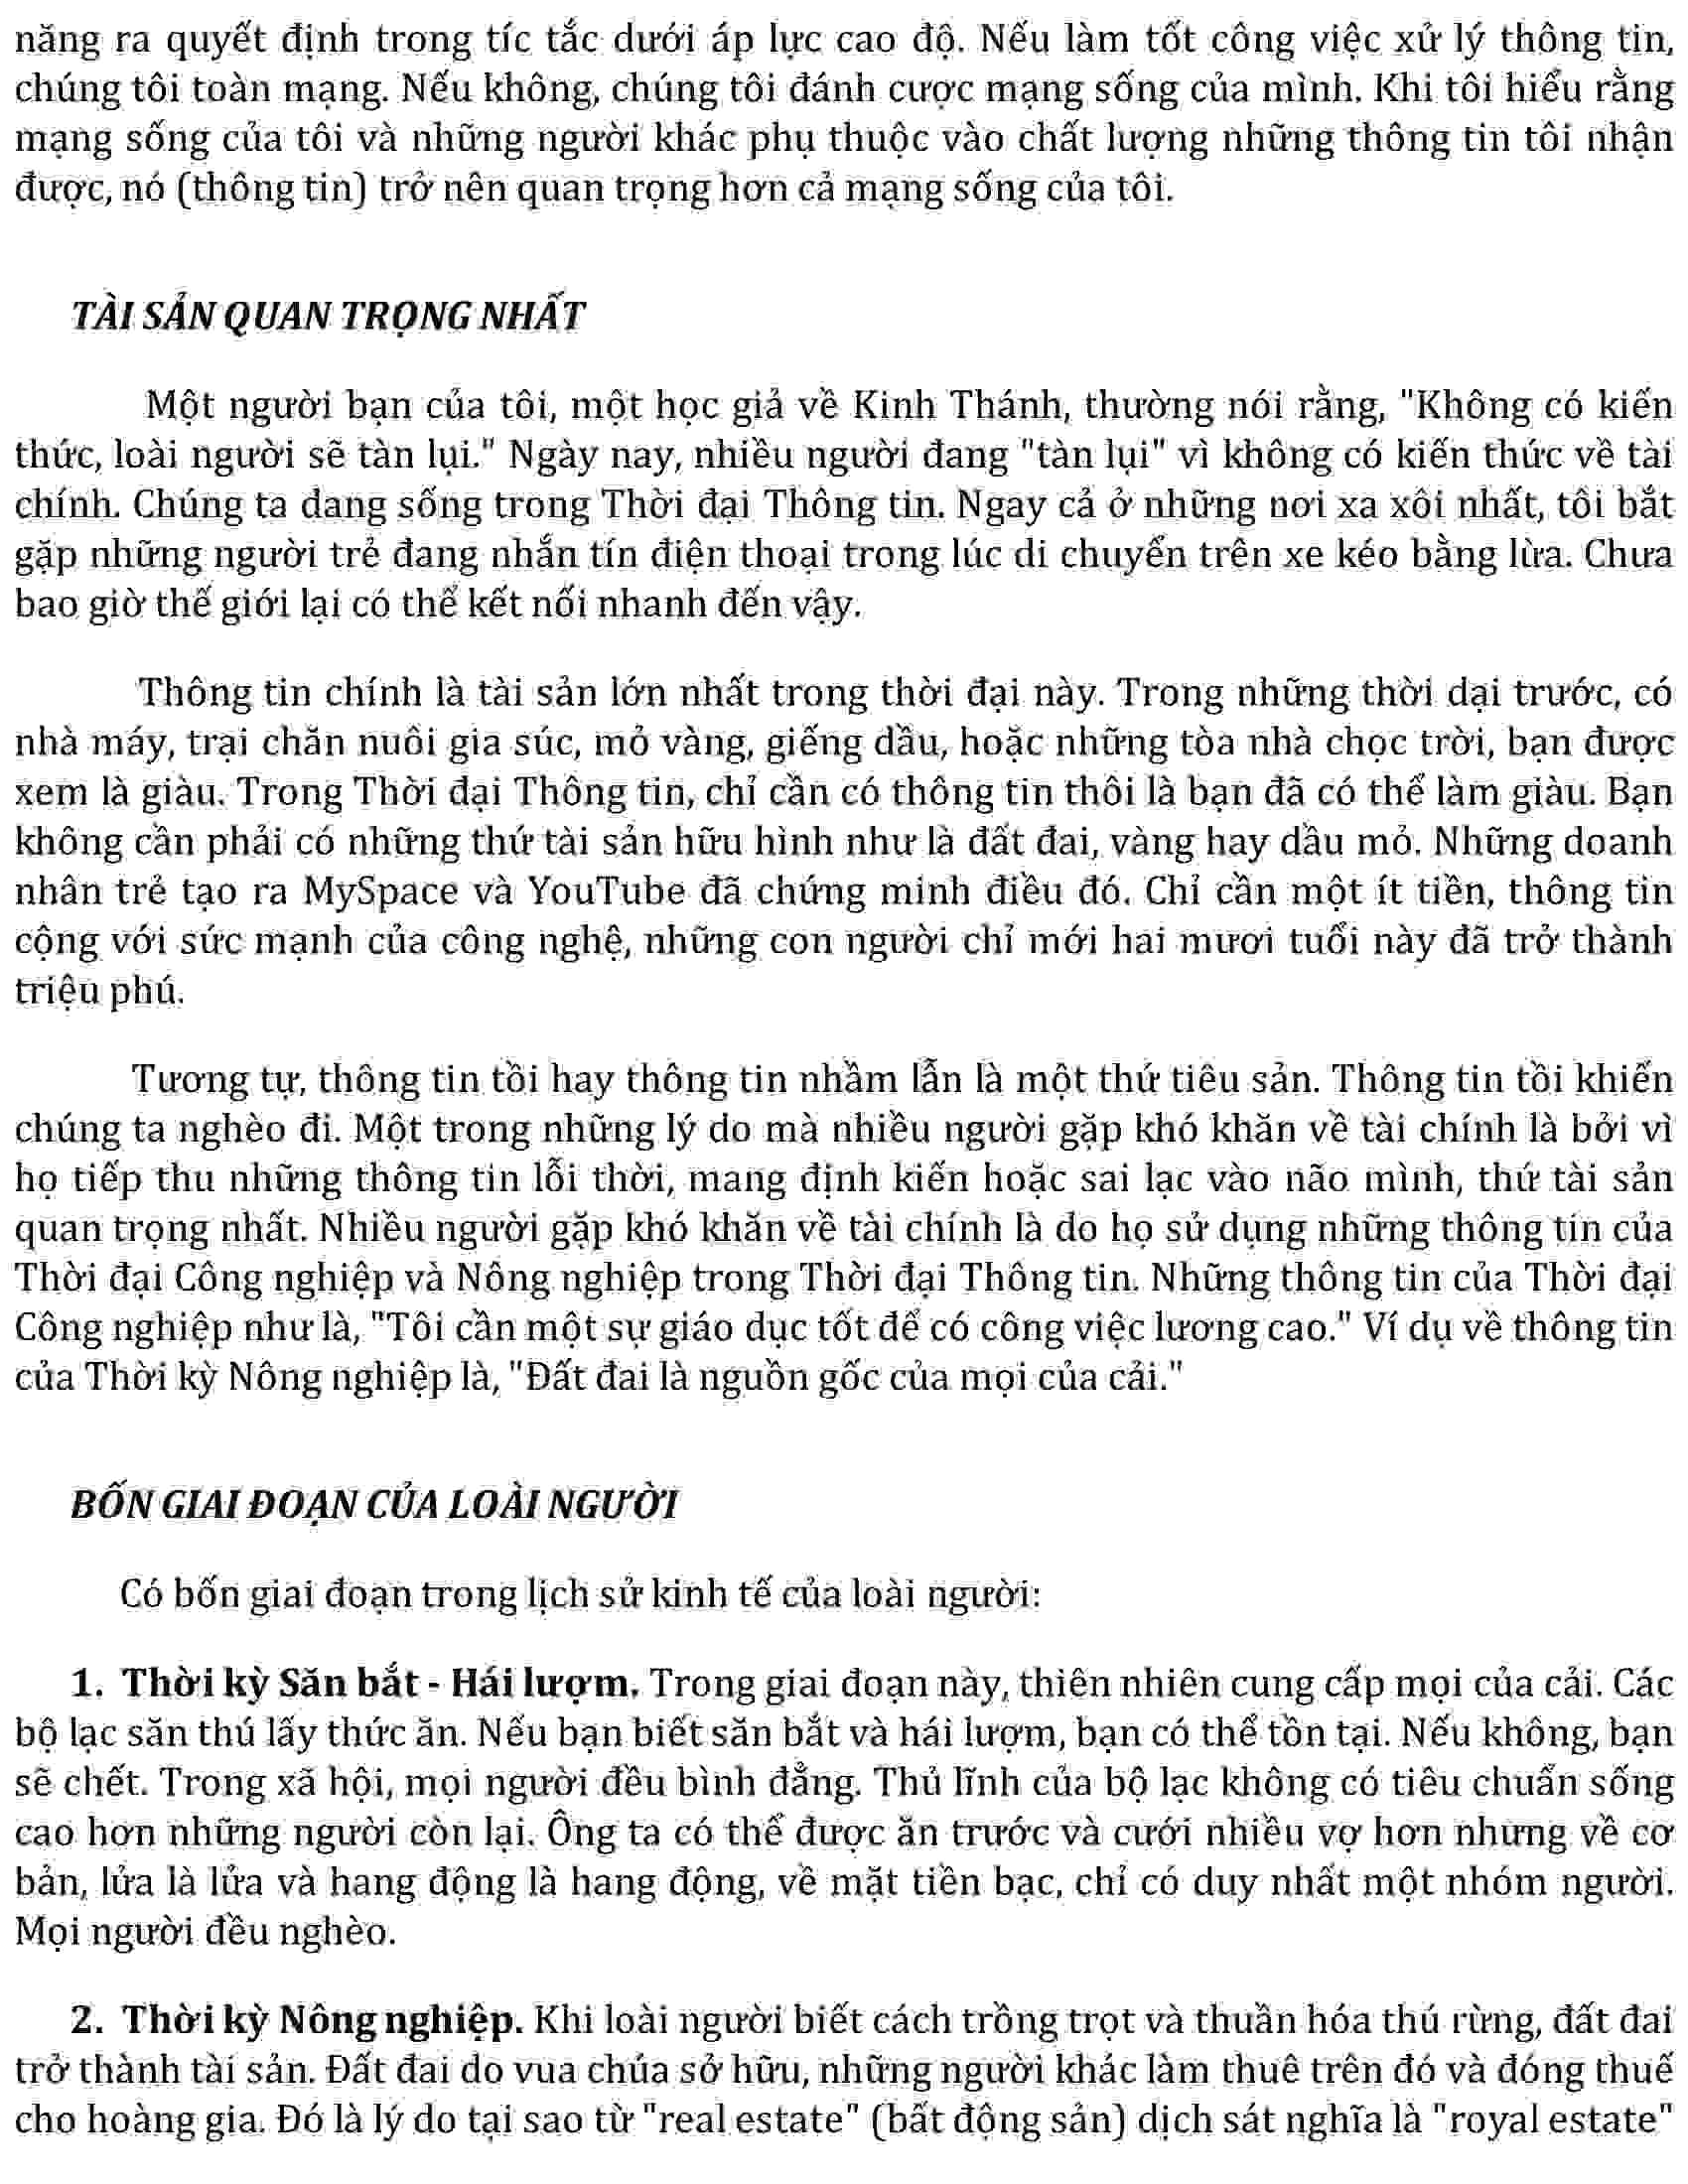 năng ra quyết định trong tíc tắc dưới áp lực cao độ. Nếu làm tốt công việc xử lý thông tin,
chúng tôi toàn mạng. Nếu không, chúng tôi đánh cược mạng sống của mình. Khi tôi hiểu rằng
mạng sống của tôi và những người khác phụ thuộc vào chất lượng những thông tin tôi nhận
được, nó (thông tin) trở nên quan trọng hơn cả mạng sống của tôi.
TÀI SẢN QUAN TRỌNG NHẤT
Một người bạn của tôi, một học giả về Kinh Thánh, thường nói rằng, "Không có kiến
thức, loài người sẽ tàn lụi." Ngày nay, nhiều người đang "tàn lụi" vì không có kiến thức về tài
chính. Chúng ta dang sống trong Thời đại Thông tin. Ngay cả ở những nơi xa xôi nhất, tôi bắt
gặp những người trẻ đang nhắn tín điện thoại trong lúc di chuyển trên xe kéo bằng lừa. Chưa
bao giờ thế giới lại có thể kết nối nhanh đến vậy.
Thông tin chính là tài sản lớn nhất trong thời đại này. Trong những thời dại trước, có
nhà máy, trại chăn nuôi gia súc, mỏ vàng, giếng dầu, hoặc những tòa nhà chọc trời, bạn được
xem là giàu. Trong Thời đại Thông tin, chỉ cần có thông tin thôi là bạn đã có thể làm giàu. Bạn
không cần phải có những thứ tài sản hữu hình như là đất đai, vàng hay dầu mỏ. Những doanh
nhân trẻ tạo ra MySpace và YouTube đã chứng minh điều đó. Chỉ cần một ít tiền, thông tin
cộng với sức mạnh của công nghệ, những con người chỉ mới hai mươi tuổi này đã trở thành
triệu phú.
Tương tự, thông tin tồi hay thông tin nhầm lẫn là một thứ tiêu sản. Thông tin tồi khiến
chúng ta nghèo đi. Một trong những lý do mà nhiều người gặp khó khăn về tài chính là bởi vì
họ tiếp thu những thông tin lỗi thời, mang định kiến hoặc sai lạc vào não mình, thứ tài sản
quan trọng nhất. Nhiều người gặp khó khăn về tài chính là do họ sử dụng những thông tin của
Thời đại Công nghiệp và Nông nghiệp trong Thời đại Thông tin. Những thông tin của Thời đại
Công nghiệp như là, "Tôi cần một sự giáo dục tốt để có công việc lương cao." Ví dụ về thông tin
của Thời kỳ Nông nghiệp là, "Đất đai là nguồn gốc của mọi của cải."
BỐN GIAI ĐOẠN CỦA LOÀI NGƯỜI
Có bốn giai đoạn trong lịch sử kinh tế của loài người:
1. Thời kỳ Săn bắt - Hái lượm. Trong giai đoạn này, thiên nhiên cung cấp mọi của cải. Các
bộ lạc săn thú lấy thức ăn. Nếu bạn biết săn bắt và hái lượm, bạn có thể tồn tại. Nếu không, bạn
sẽ chết. Trong xã hội, mọi người đều bình đẳng. Thủ lĩnh của bộ lạc không có tiêu chuẩn sống
cao hơn những người còn lại. Ông ta có thể được ăn trước và cưới nhiều vợ hơn nhưng về cơ
bản, lửa là lửa và hang động là hang động, về mặt tiền bạc, chỉ có duy nhất một nhóm người.
Mọi người đều nghèo.
2. Thời kỳ Nông nghiệp. Khi loài người biết cách trồng trọt và thuần hóa thú rừng, đất đai
trở thành tài sản. Đất đai do vua chúa sở hữu, những người khác làm thuê trên đó và đóng thuế
cho hoàng gia. Đó là lý do tại sao từ "real estate" (bất động sản) dịch sát nghĩa là "royal estate"